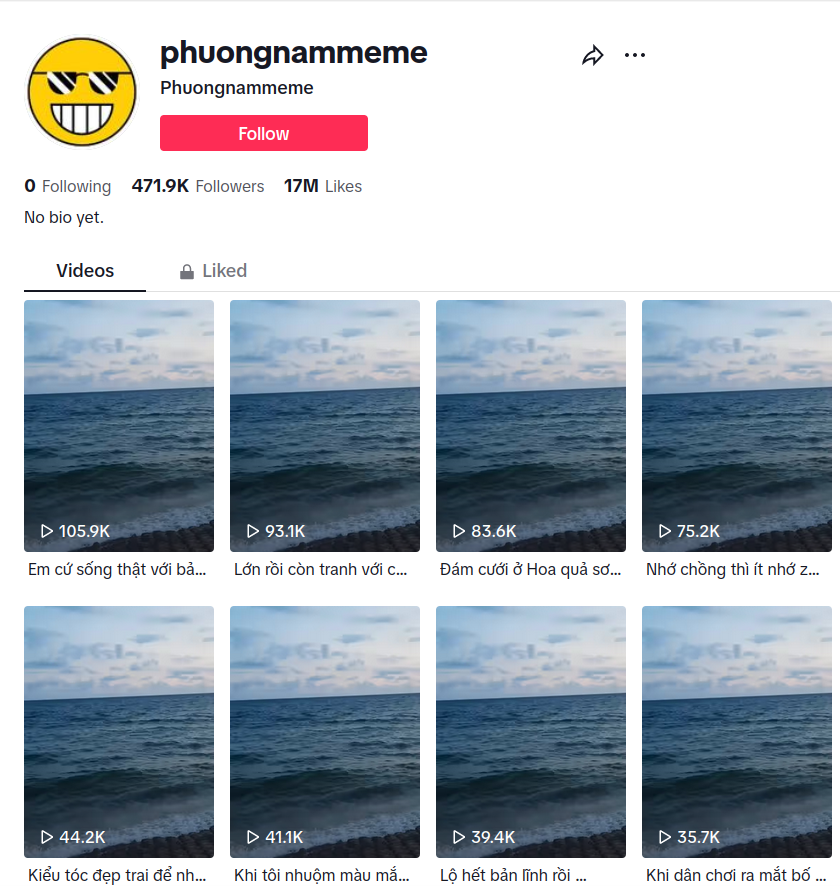 phuongnammeme
Phuongnammeme
Follow
0 Following 471.9K Followers 17M Likes
No bio yet.
Videos Liked
105.9K 93.1K 83.6K 75.2K
Em cứ sống thật với bả... Lớn rồi còn tranh với c... Đám cưới ở Hoa quả sơ... Nhớ chồng thì ít nhớ z...
44.2K 41.1K 39.4K 35.7K
Kiểu tóc đẹp trai để nh... Khi tôi nhuộm màu mắ... Lộ hết bản lĩnh rồi ... Khi dân chơi ra mắt bố ...